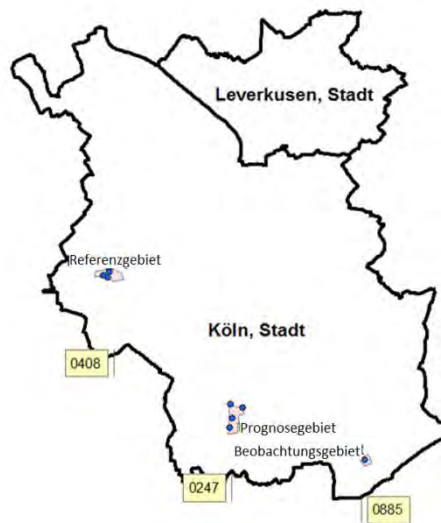 Leverkusen, Stadt
Referenzgebiet
Köln, Stadt
0408
Prognosegebiet
Beobachtungsgebiet
0247
0885